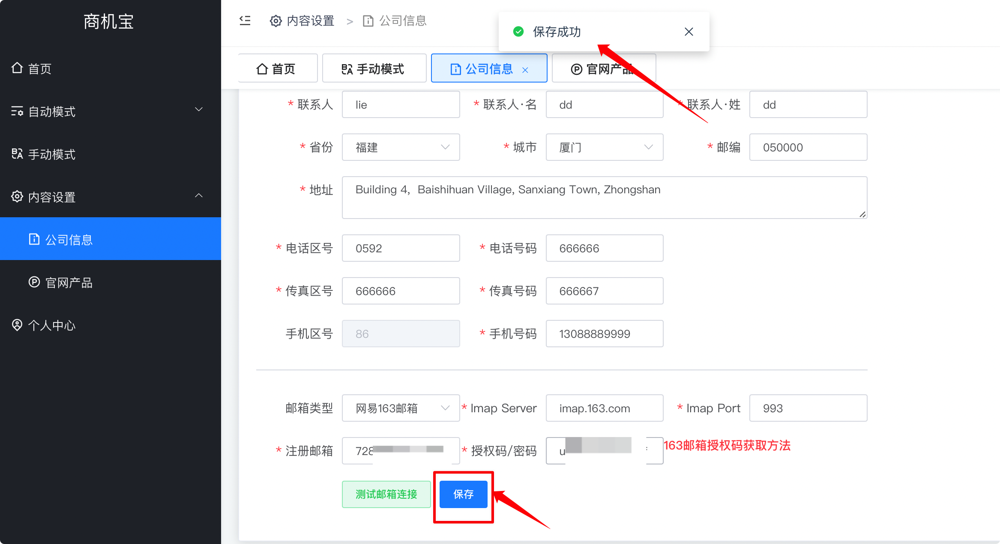 商机宝
首页
自动模式
手动模式
内容设置
公司信息
官网产品
个人中心
内容设置 > 公司信息
保存成功
首页 手动模式 公司信息 × 官网产品
* 联系人 lie * 联系人·名 dd * 联系人·姓 dd
* 省份 福建 * 城市 厦门 * 邮编 050000
* 地址 Building 4, Baishihuan Village, Sanxiang Town, Zhongshan
* 电话区号 0592 * 电话号码 666666
* 传真区号 666666 * 传真号码 666667
手机区号 86 * 手机号码 13088889999
邮箱类型 网易163邮箱 * Imap Server imap.163.com * Imap Port 993
* 注册邮箱 728 * 授权码/密码 u 163邮箱授权码获取方法
测试邮箱连接 保存